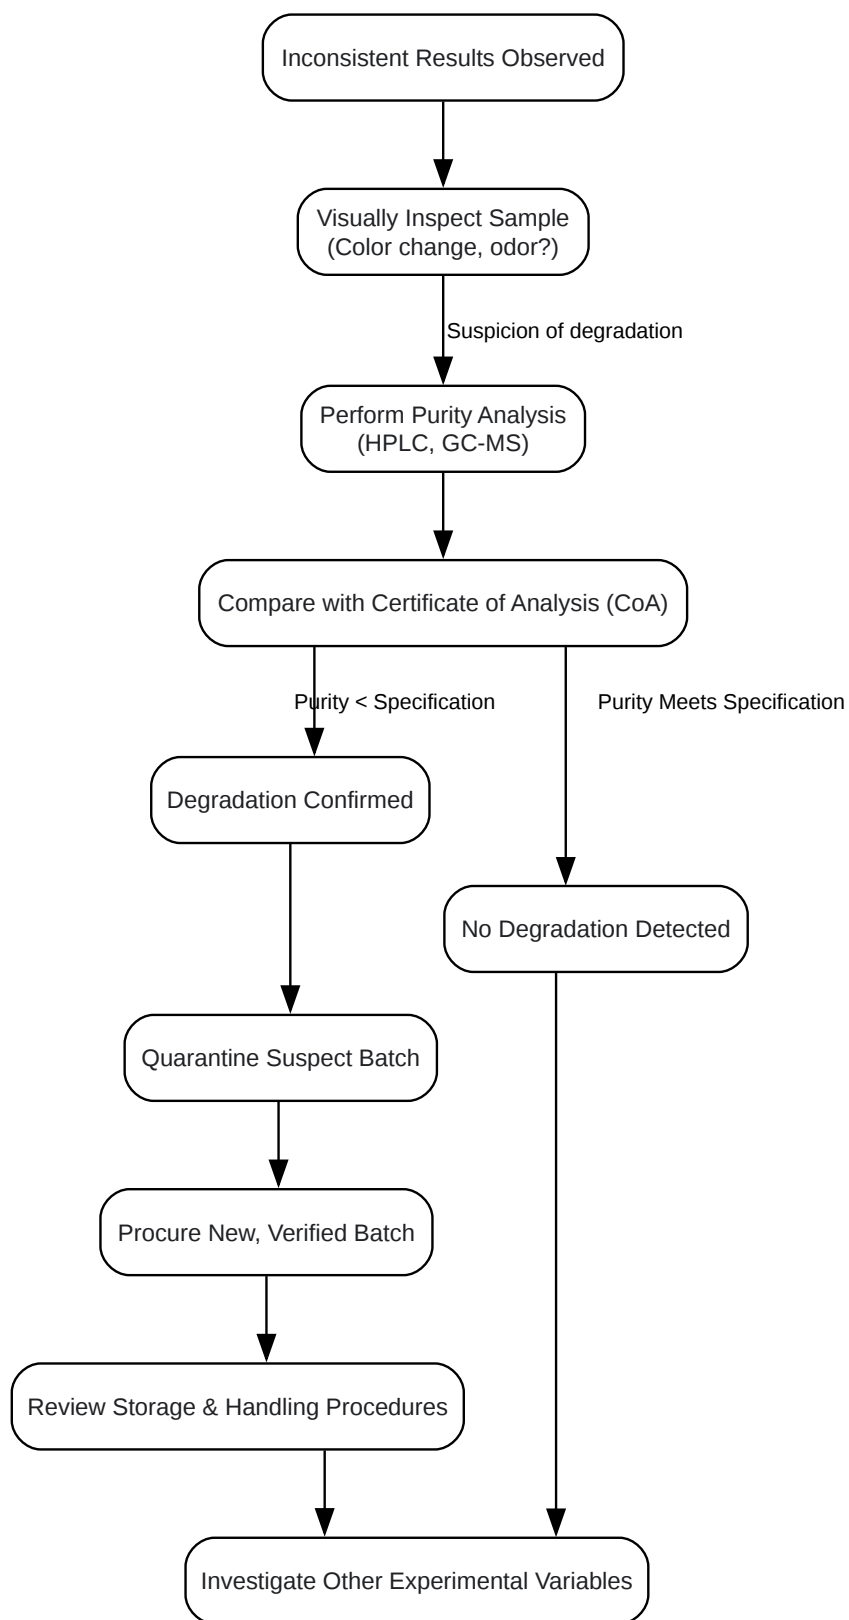 Inconsistent Results Observed
Visually Inspect Sample
(Color change, odor?)
Suspicion of degradation
Perform Purity Analysis
(HPLC, GC-MS)
Compare with Certificate of Analysis (CoA)
Purity < Specification
Purity Meets Specification
Degradation Confirmed
No Degradation Detected
Quarantine Suspect Batch
Procure New, Verified Batch
Review Storage & Handling Procedures
Investigate Other Experimental Variables